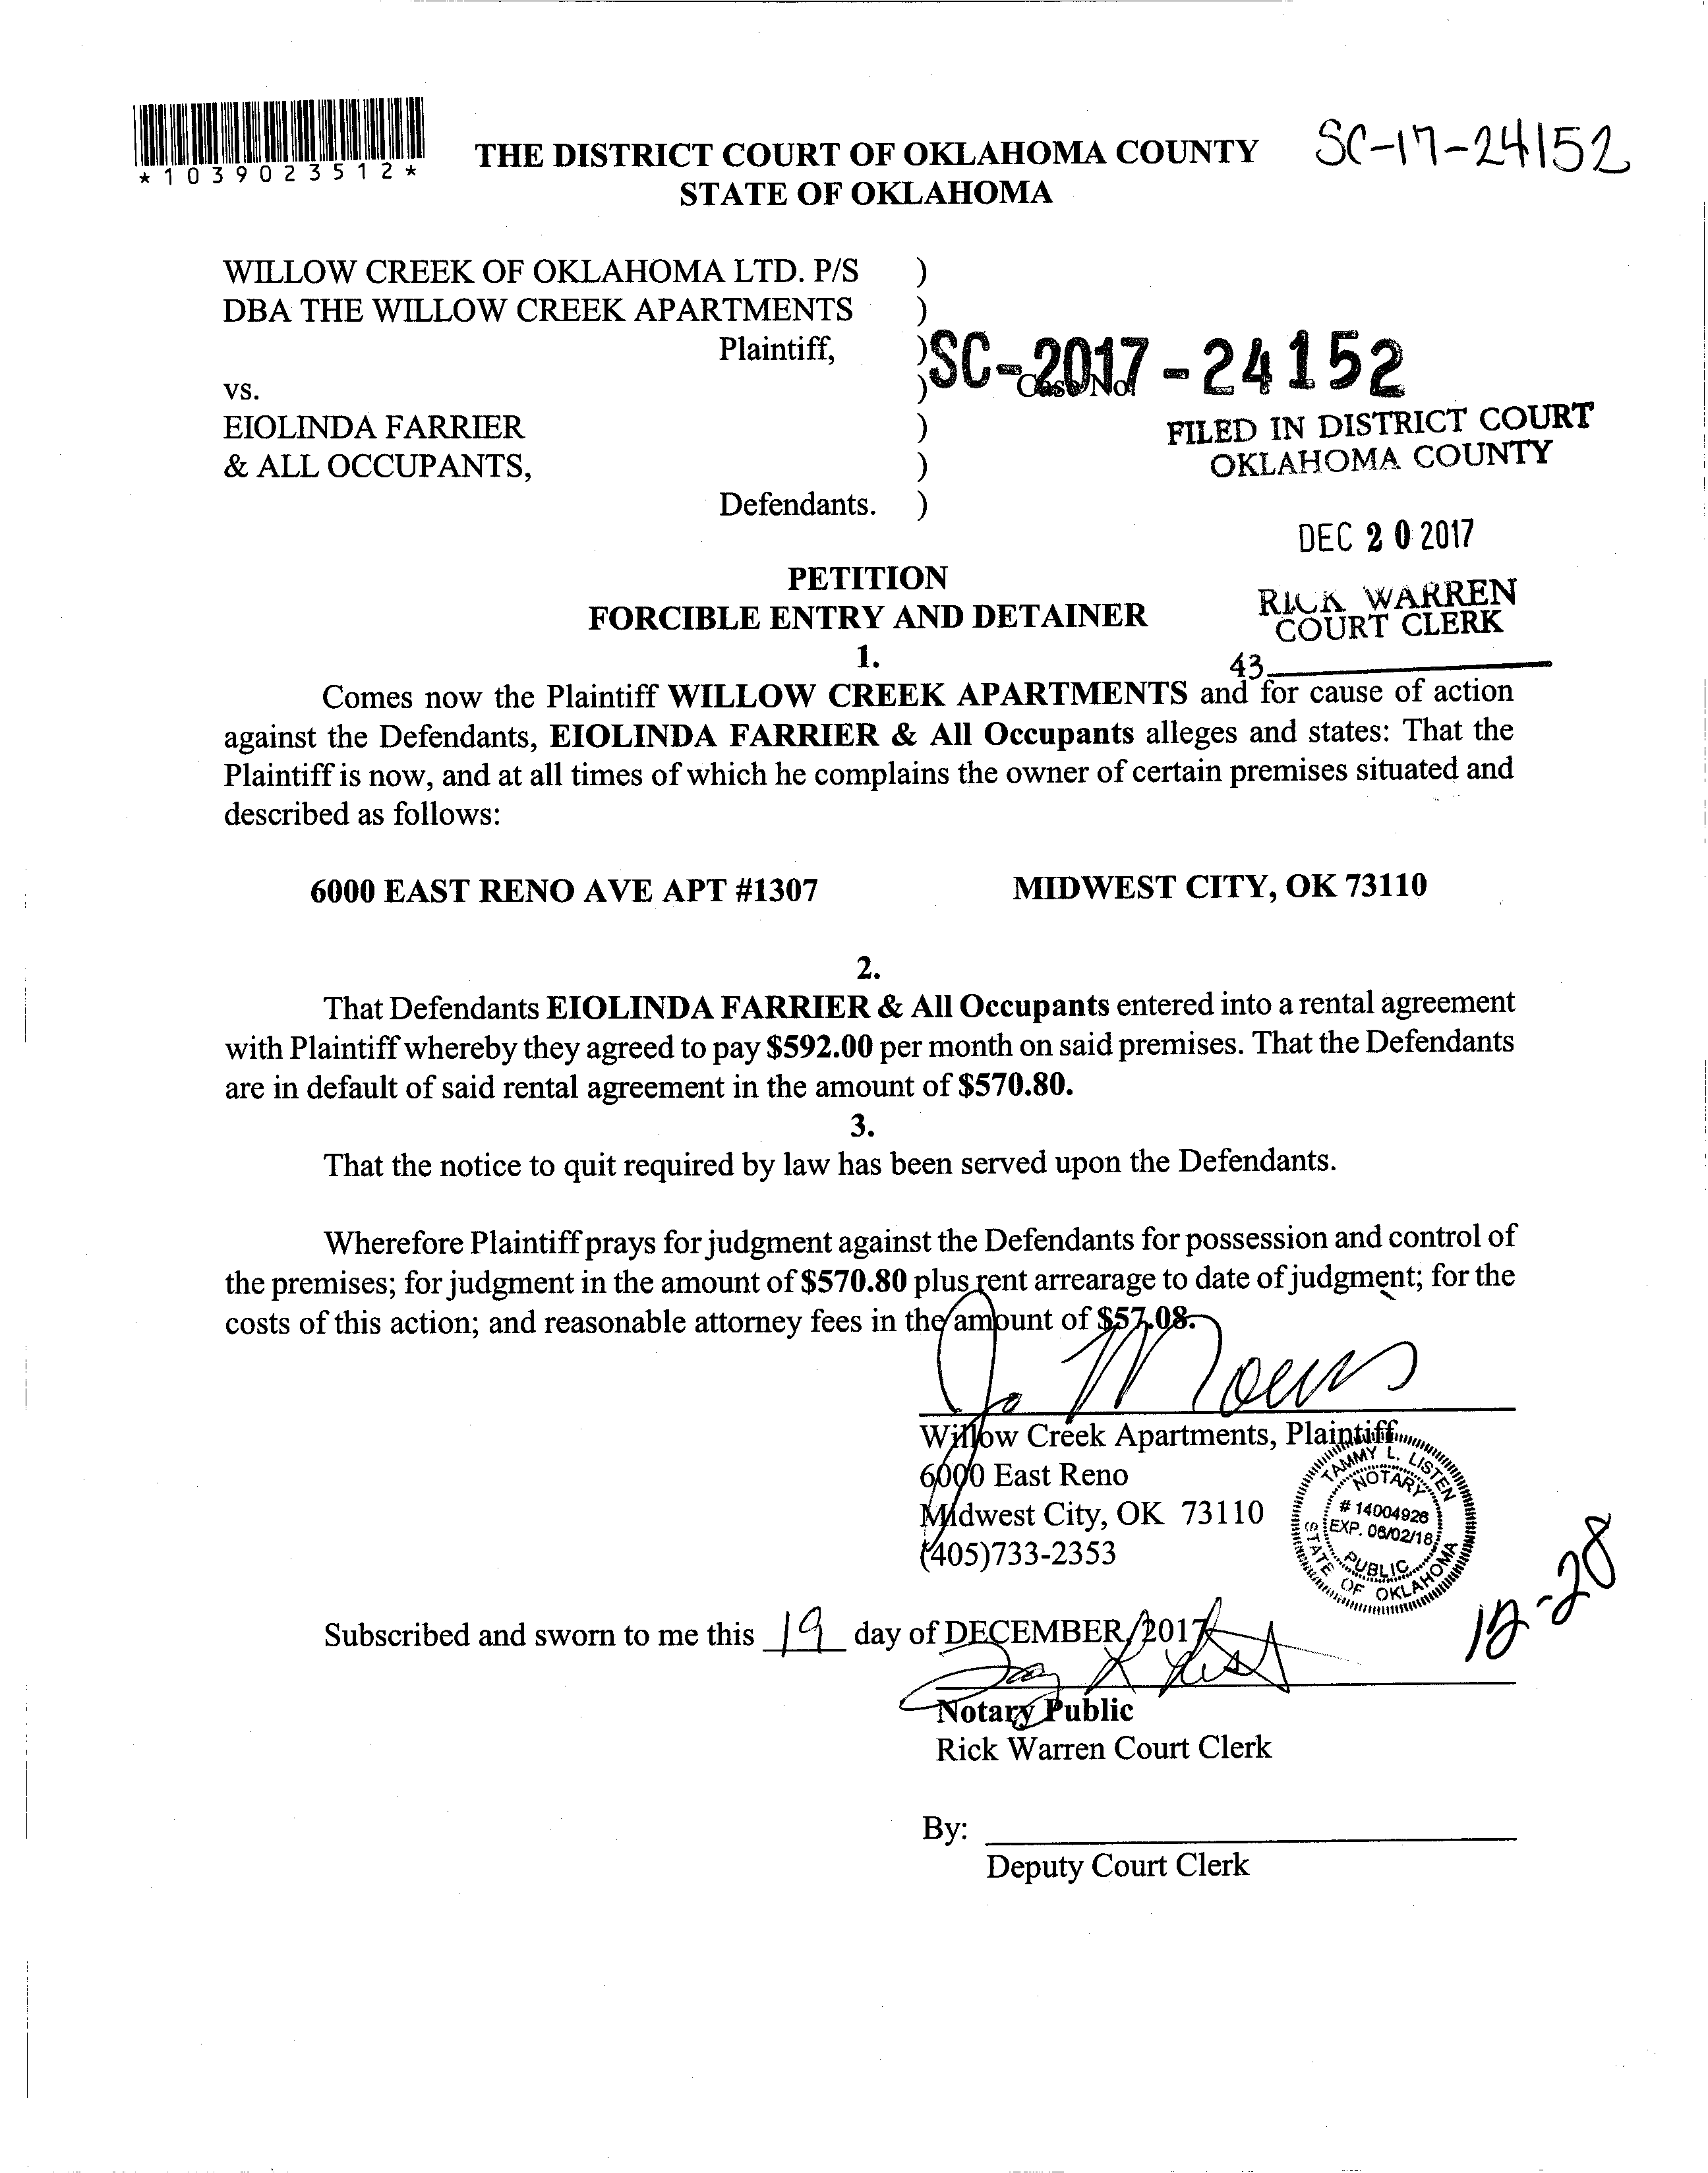 SC-17-24152
*1039023512*
THE DISTRICT COURT OF OKLAHOMA COUNTY
STATE OF OKLAHOMA
WILLOW CREEK OF OKLAHOMA LTD. P/S )
DBA THE WILLOW CREEK APARTMENTS )
Plaintiff, )
SC-2017-24152
Case No.
vs. )
EIOLINDA FARRIER )
& ALL OCCUPANTS, )
Defendants. )
FILED IN DISTRICT COURT
OKLAHOMA COUNTY
DEC 20 2017
RICK WARREN
COURT CLERK
43
PETITION
FORCIBLE ENTRY AND DETAINER
1.
Comes now the Plaintiff WILLOW CREEK APARTMENTS and for cause of action
against the Defendants, EIOLINDA FARRIER & All Occupants alleges and states: That the
Plaintiff is now, and at all times of which he complains the owner of certain premises situated and
described as follows:
6000 EAST RENO AVE APT #1307 MIDWEST CITY, OK 73110
2.
That Defendants EIOLINDA FARRIER & All Occupants entered into a rental agreement
with Plaintiff whereby they agreed to pay $592.00 per month on said premises. That the Defendants
are in default of said rental agreement in the amount of $570.80.
3.
That the notice to quit required by law has been served upon the Defendants.
Wherefore Plaintiff prays for judgment against the Defendants for possession and control of
the premises; for judgment in the amount of $570.80 plus rent arrearage to date of judgment; for the
costs of this action; and reasonable attorney fees in the amount of $57.08.
Willow Creek Apartments, Plaintiff
6000 East Reno
Midwest City, OK 73110
(405)733-2353
TAMMY L. LISTEN
NOTARY
# 14004926
EXP. 06/02/18
PUBLIC
STATE OF OKLAHOMA
12-28
Subscribed and sworn to me this 19 day of DECEMBER, 2017
Notary Public
Rick Warren Court Clerk
By:
Deputy Court Clerk